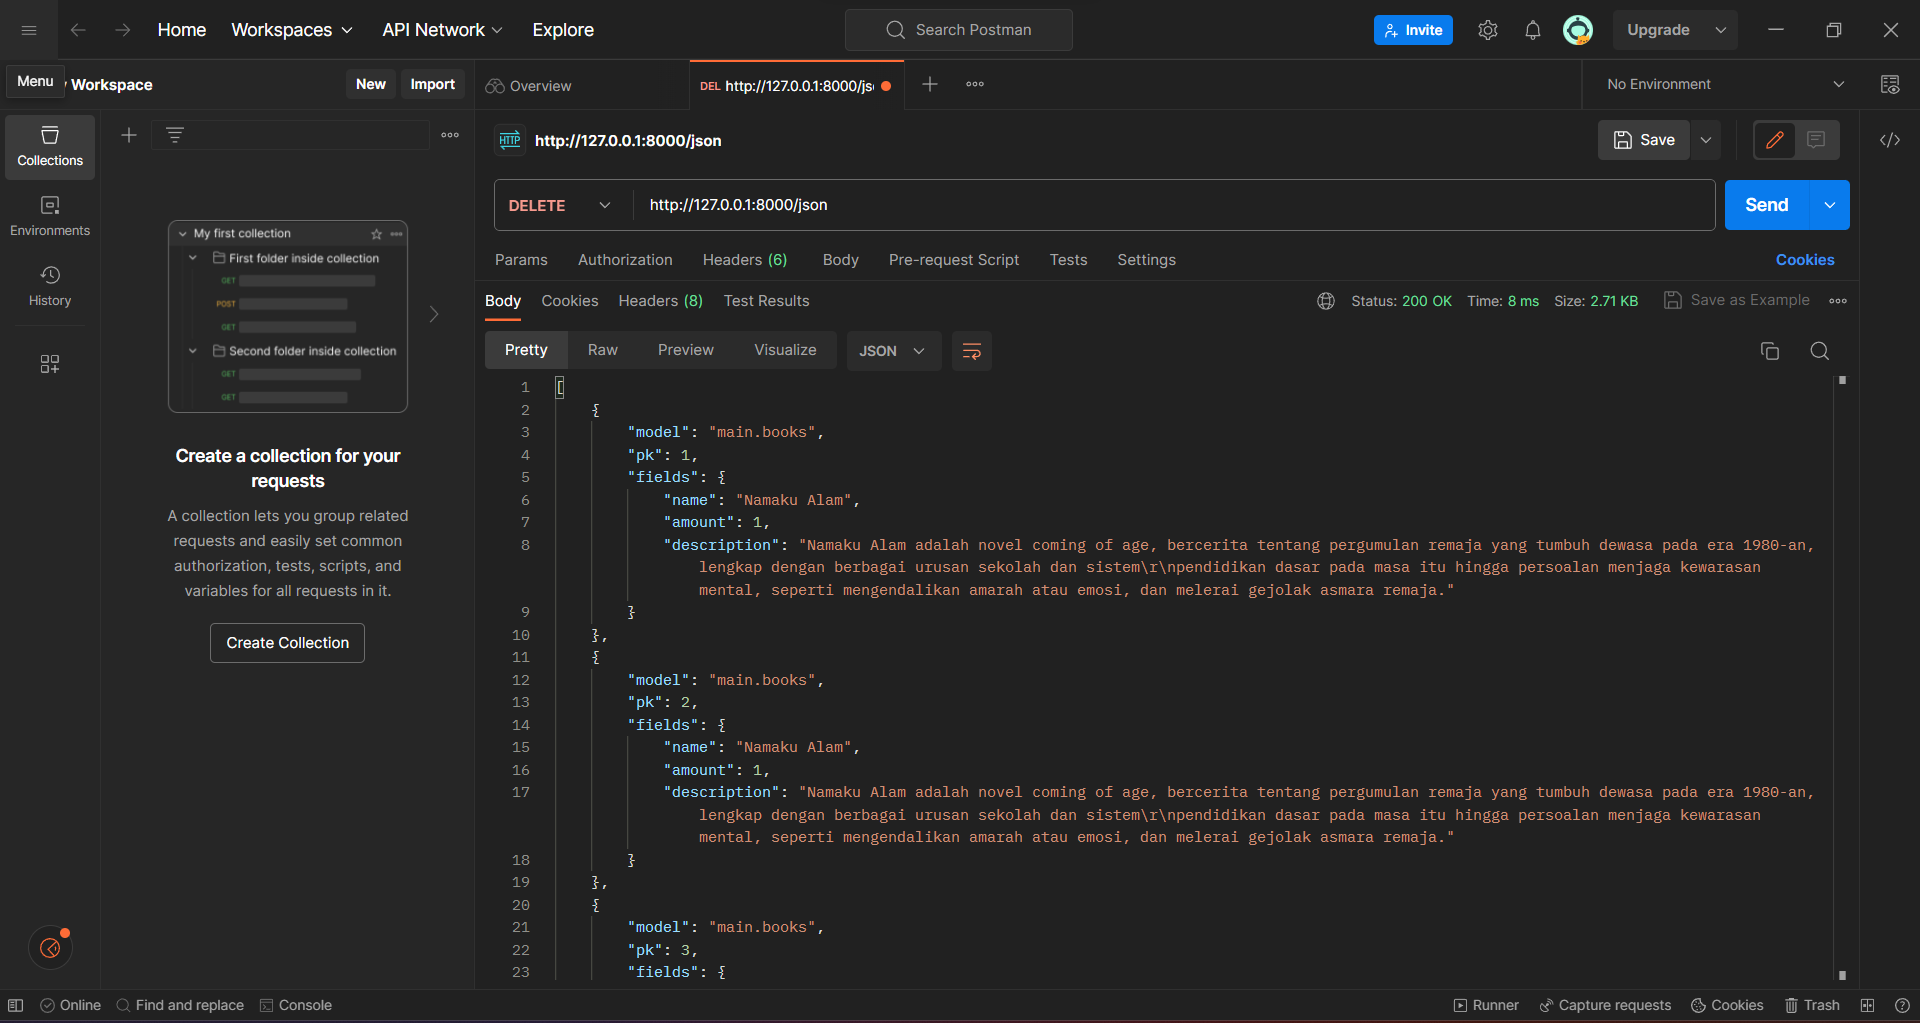 Home Workspaces API Network Explore Search Postman Invite Upgrade
Menu Workspace New Import Overview DEL http://127.0.0.1:8000/js No Environment
HTTP http://127.0.0.1:8000/json Save
Collections
Environments
History
My first collection
First folder inside collection
GET
POST
GET
Second folder inside collection
GET
GET
Create a collection for your
requests
A collection lets you group related
requests and easily set common
authorization, tests, scripts, and
variables for all requests in it.
Create Collection
DELETE http://127.0.0.1:8000/json Send
Params Authorization Headers (6) Body Pre-request Script Tests Settings Cookies
Body Cookies Headers (8) Test Results Status: 200 OK Time: 8 ms Size: 2.71 KB Save as Example
Pretty Raw Preview Visualize JSON
1 [
2 {
3 "model": "main.books",
4 "pk": 1,
5 "fields": {
6 "name": "Namaku Alam",
7 "amount": 1,
8 "description": "Namaku Alam adalah novel coming of age, bercerita tentang pergumulan remaja yang tumbuh dewasa pada era 1980-an,
lengkap dengan berbagai urusan sekolah dan sistem\r\npendidikan dasar pada masa itu hingga persoalan menjaga kewarasan
mental, seperti mengendalikan amarah atau emosi, dan melerai gejolak asmara remaja."
9 }
10 },
11 {
12 "model": "main.books",
13 "pk": 2,
14 "fields": {
15 "name": "Namaku Alam",
16 "amount": 1,
17 "description": "Namaku Alam adalah novel coming of age, bercerita tentang pergumulan remaja yang tumbuh dewasa pada era 1980-an,
lengkap dengan berbagai urusan sekolah dan sistem\r\npendidikan dasar pada masa itu hingga persoalan menjaga kewarasan
mental, seperti mengendalikan amarah atau emosi, dan melerai gejolak asmara remaja."
18 }
19 },
20 {
21 "model": "main.books",
22 "pk": 3,
23 "fields": {
Online Find and replace Console Runner Capture requests Cookies Trash